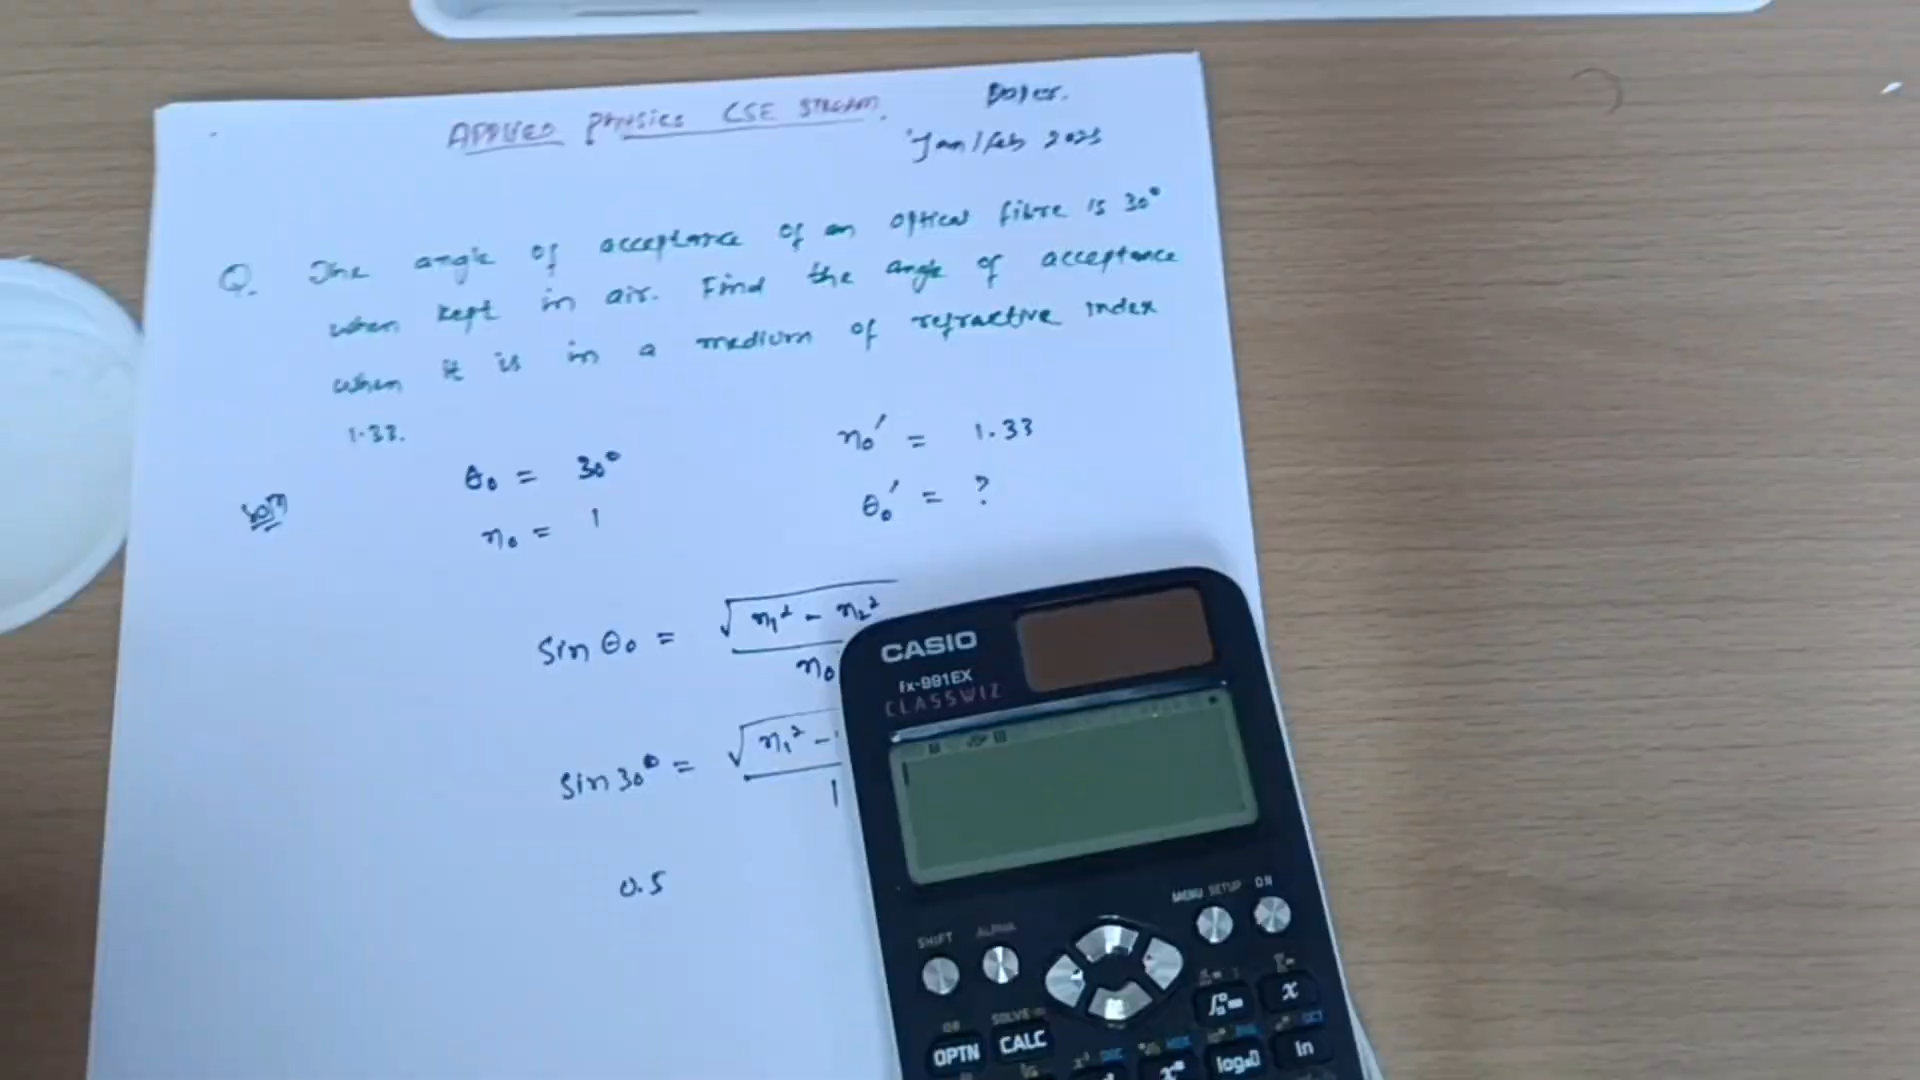 APPLIED PHYSICS CSE STREAM.
Jan/Feb 2023
Q. The angle of acceptance of an optical fibre is 30°
when kept in air. Find the angle of acceptance
when it is in a medium of refractive index
1.33.
Soln
θ₀ = 30°
n₀' = 1.33
n₀ = 1
θ₀' = ?
Sin θ₀ = √(n₁² - n₂²) / n₀
Sin 30° = √(n₁² - / 1
0.5
CASIO
fx-991EX
CLASSWIZ
MENU SETUP ON
SHIFT ALPHA
SOLVE =
OPTN CALC x
log ln